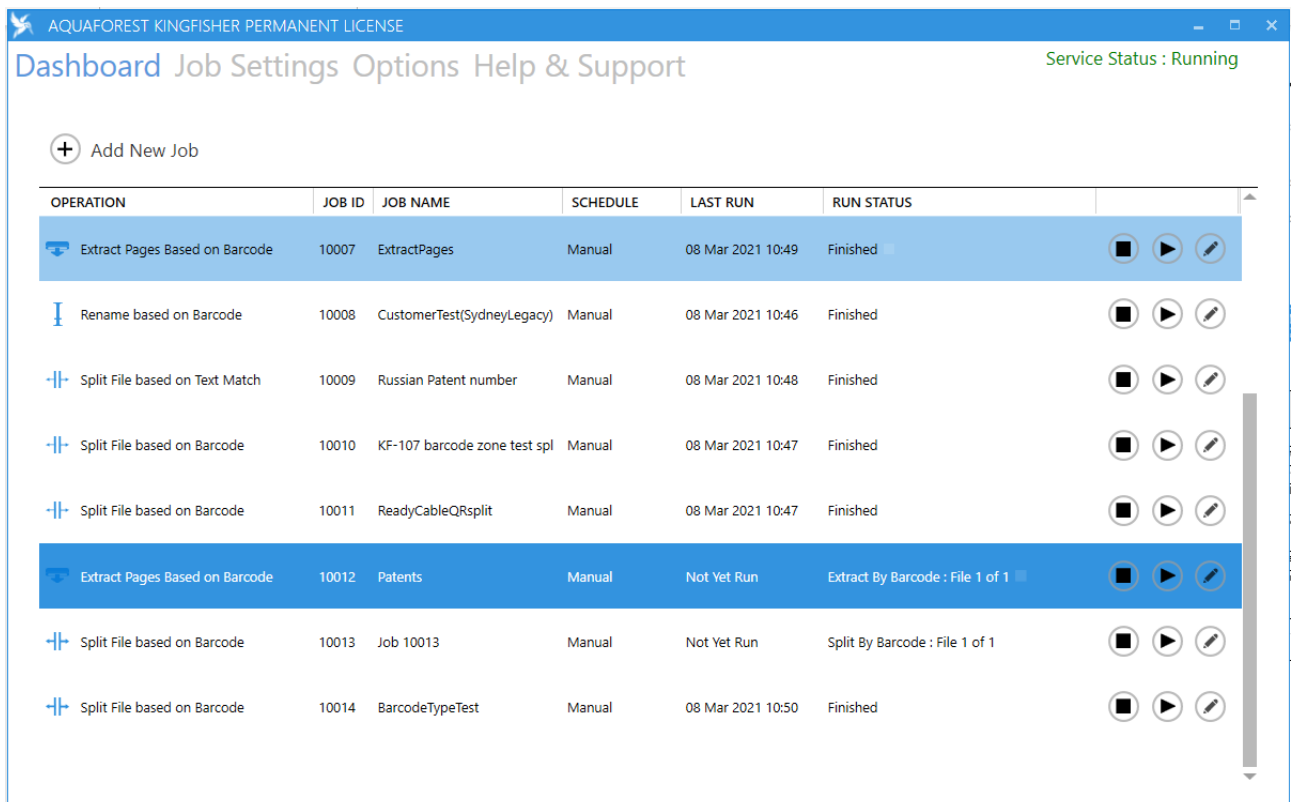 AQUAFOREST KINGFISHER PERMANENT LICENSE
Dashboard Job Settings Options Help & Support
Service Status : Running
Add New Job
OPERATION JOB ID JOB NAME SCHEDULE LAST RUN RUN STATUS
Extract Pages Based on Barcode 10007 ExtractPages Manual 08 Mar 2021 10:49 Finished
Rename based on Barcode 10008 CustomerTest(SydneyLegacy) Manual 08 Mar 2021 10:46 Finished
Split File based on Text Match 10009 Russian Patent number Manual 08 Mar 2021 10:48 Finished
Split File based on Barcode 10010 KF-107 barcode zone test spl Manual 08 Mar 2021 10:47 Finished
Split File based on Barcode 10011 ReadyCableQRsplit Manual 08 Mar 2021 10:47 Finished
Extract Pages Based on Barcode 10012 Patents Manual Not Yet Run Extract By Barcode : File 1 of 1
Split File based on Barcode 10013 Job 10013 Manual Not Yet Run Split By Barcode : File 1 of 1
Split File based on Barcode 10014 BarcodeTypeTest Manual 08 Mar 2021 10:50 Finished